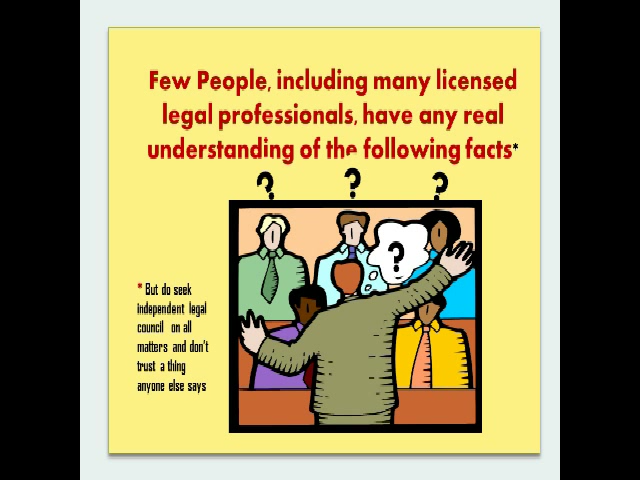 Few People, including many licensed
legal professionals, have any real
understanding of the following facts*
? ? ?
?
* But do seek
independent legal
council on all
matters and don't
trust a thing
anyone else says